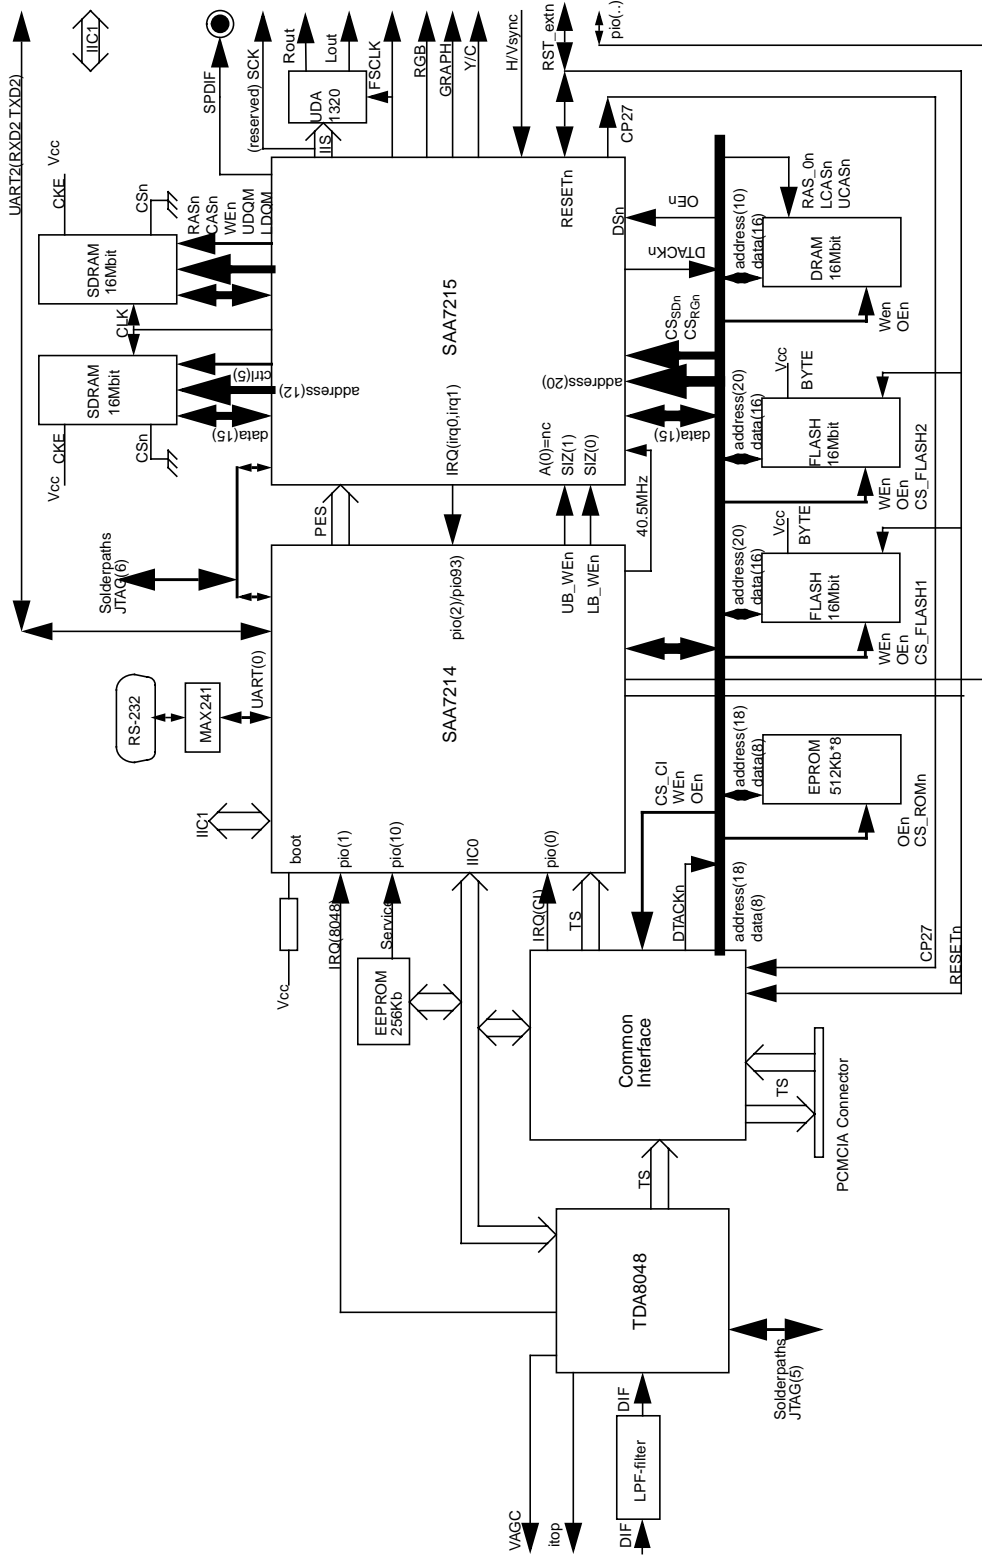 UART2(RXD2 TXD2)
IIC1
SPDIF
(reserved) SCK
Rout
Lout
FSCLK
RGB
GRAPH
Y/C
H/Vsync
RST_extn
pio(..)
UDA
1320
IIS
CP27
Vcc
CKE
CSn
SDRAM
16Mbit
RASn
CASn
WEn
UDQM
LDQM
CLK
SDRAM
16Mbit
Vcc
CKE
CSn
ctrl(5)
address(12)
data(15)
SAA7215
RESETn
DSn
OEn
DTACKn
CSSDn
CSRGn
address(20)
data(15)
IRQ(irq0,irq1)
A(0)=nc
SIZ(1)
SIZ(0)
40.5MHz
PES
RAS_0n
LCASn
UCASn
address(10)
data(16)
DRAM
16Mbit
Wen
OEn
Vcc
BYTE
address(20)
data(16)
FLASH
16Mbit
WEn
OEn
CS_FLASH2
Vcc
BYTE
address(20)
data(16)
FLASH
16Mbit
WEn
OEn
CS_FLASH1
Solderpaths
JTAG(6)
RS-232
MAX241
UART(0)
IIC1
SAA7214
pio(2)/pio93)
UB_WEn
LB_WEn
boot
pio(1)
pio(10)
IIC0
pio(0)
Vcc
IRQ(8048)
Service
IRQ(CI)
TS
EEPROM
256Kb
CS_CI
WEn
OEn
DTACKn
address(18)
data(8)
EPROM
512Kb*8
OEn
CS_ROMn
address(18)
data(8)
CP27
RESETn
Common
Interface
TS
PCMCIA Connector
TS
TDA8048
Solderpaths
JTAG(5)
VAGC
itop
DIF
LPF-filter
DIF